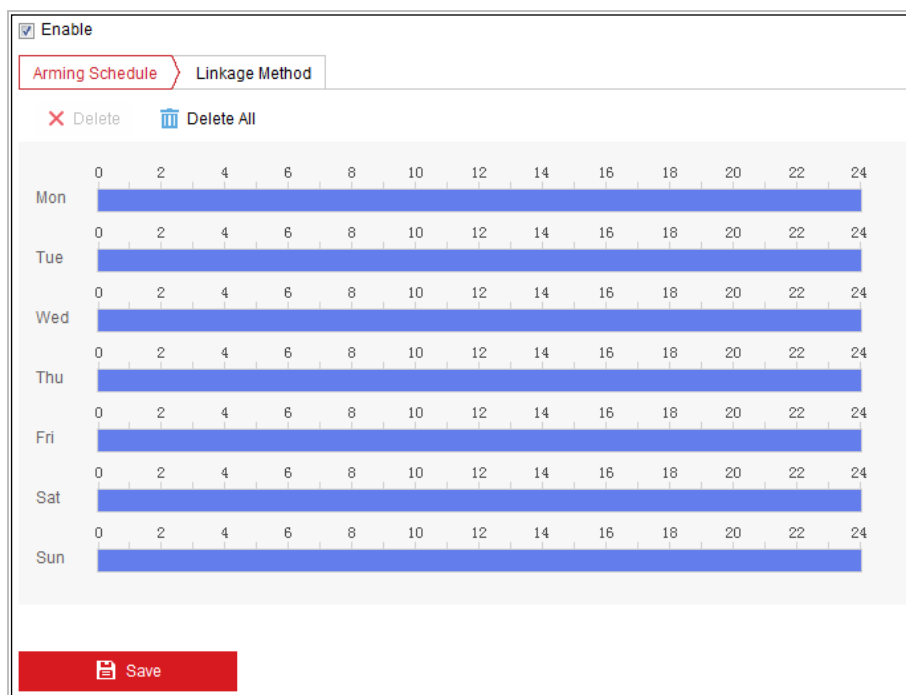 Enable
Arming Schedule Linkage Method
Delete Delete All
0 2 4 6 8 10 12 14 16 18 20 22 24
Mon
0 2 4 6 8 10 12 14 16 18 20 22 24
Tue
0 2 4 6 8 10 12 14 16 18 20 22 24
Wed
0 2 4 6 8 10 12 14 16 18 20 22 24
Thu
0 2 4 6 8 10 12 14 16 18 20 22 24
Fri
0 2 4 6 8 10 12 14 16 18 20 22 24
Sat
0 2 4 6 8 10 12 14 16 18 20 22 24
Sun
Save